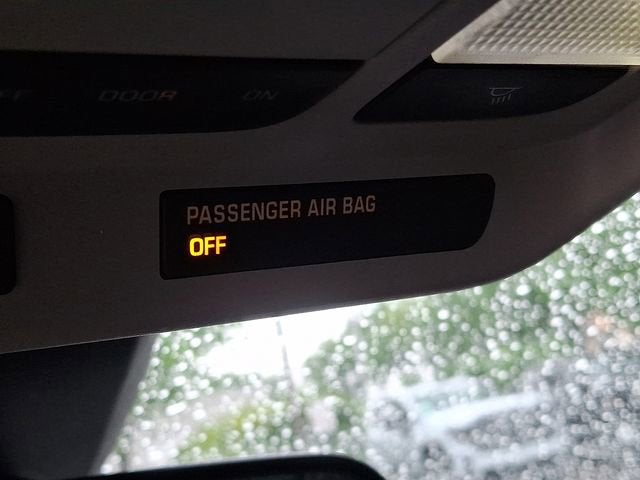 DOOR ON
PASSENGER AIR BAG
OFF